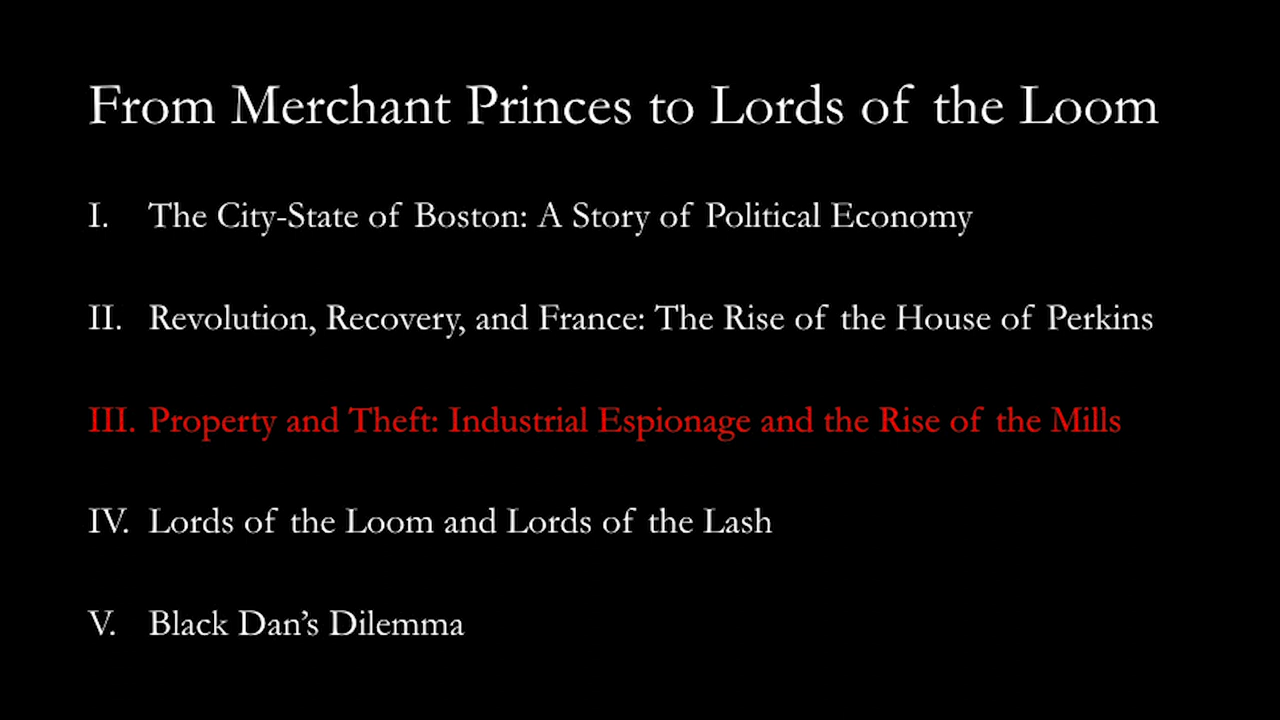 From Merchant Princes to Lords of the Loom
I. The City-State of Boston: A Story of Political Economy
II. Revolution, Recovery, and France: The Rise of the House of Perkins
III. Property and Theft: Industrial Espionage and the Rise of the Mills
IV. Lords of the Loom and Lords of the Lash
V. Black Dan’s Dilemma